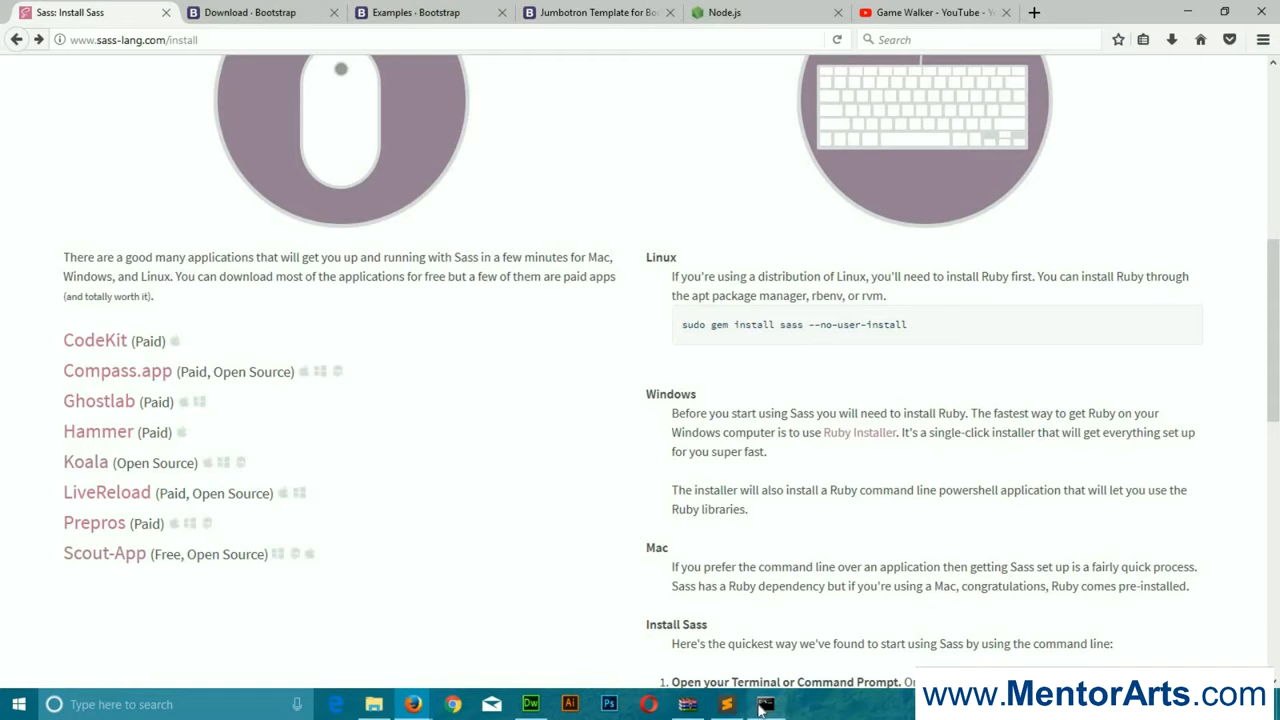 Sass: Install Sass
Download · Bootstrap
Examples · Bootstrap
Jumbotron Template for Bo
Node.js
Game Walker - YouTube - Y
www.sass-lang.com/install
Search
There are a good many applications that will get you up and running with Sass in a few minutes for Mac,
Windows, and Linux. You can download most of the applications for free but a few of them are paid apps
(and totally worth it).
CodeKit (Paid)
Compass.app (Paid, Open Source)
Ghostlab (Paid)
Hammer (Paid)
Koala (Open Source)
LiveReload (Paid, Open Source)
Prepros (Paid)
Scout-App (Free, Open Source)
Linux
If you're using a distribution of Linux, you'll need to install Ruby first. You can install Ruby through
the apt package manager, rbenv, or rvm.
sudo gem install sass --no-user-install
Windows
Before you start using Sass you will need to install Ruby. The fastest way to get Ruby on your
Windows computer is to use Ruby Installer. It's a single-click installer that will get everything set up
for you super fast.
The installer will also install a Ruby command line powershell application that will let you use the
Ruby libraries.
Mac
If you prefer the command line over an application then getting Sass set up is a fairly quick process.
Sass has a Ruby dependency but if you're using a Mac, congratulations, Ruby comes pre-installed.
Install Sass
Here's the quickest way we've found to start using Sass by using the command line:
1. Open your Terminal or Command Prompt.
Type here to search
Dw
Ai
Ps
www.MentorArts.com